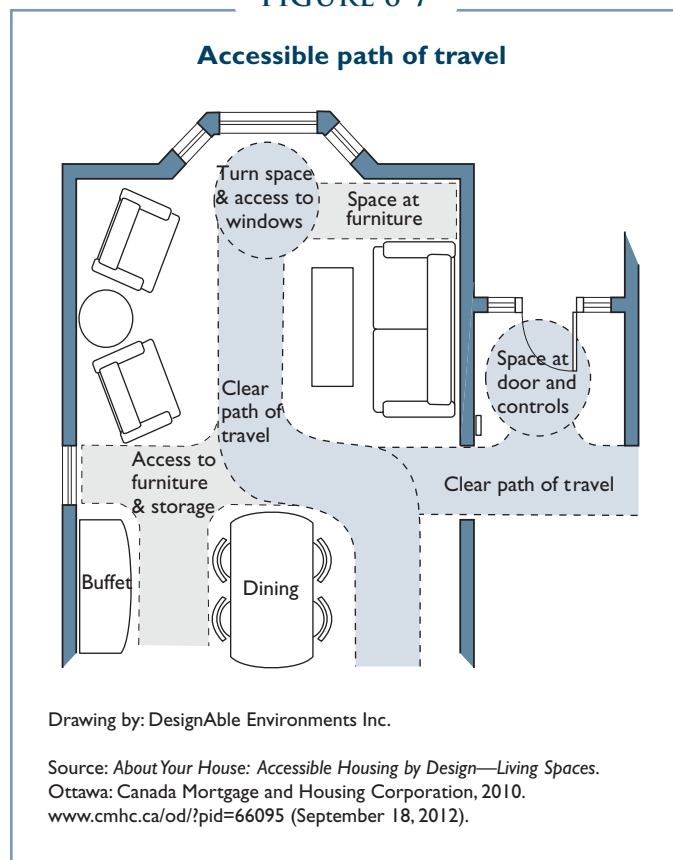 FIGURE 6-7
Accessible path of travel
Turn space
& access to
windows
Space at
furniture
Space at
door and
controls
Clear
path of
travel
Access to
furniture
& storage
Clear path of travel
Buffet
Dining
Drawing by: DesignAble Environments Inc.
Source: About Your House: Accessible Housing by Design—Living Spaces.
Ottawa: Canada Mortgage and Housing Corporation, 2010.
www.cmhc.ca/od/?pid=66095 (September 18, 2012).